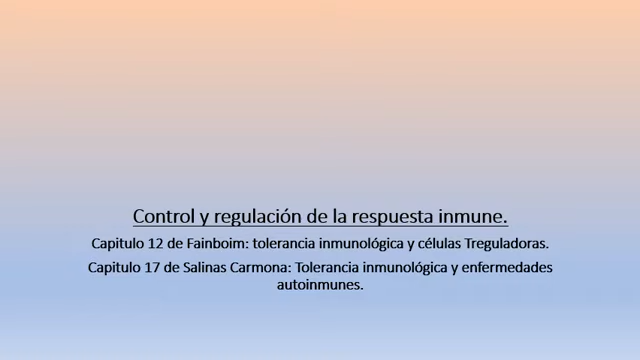 Control y regulación de la respuesta inmune.
Capitulo 12 de Fainboim: tolerancia inmunológica y células Treguladoras.
Capitulo 17 de Salinas Carmona: Tolerancia inmunológica y enfermedades
autoinmunes.